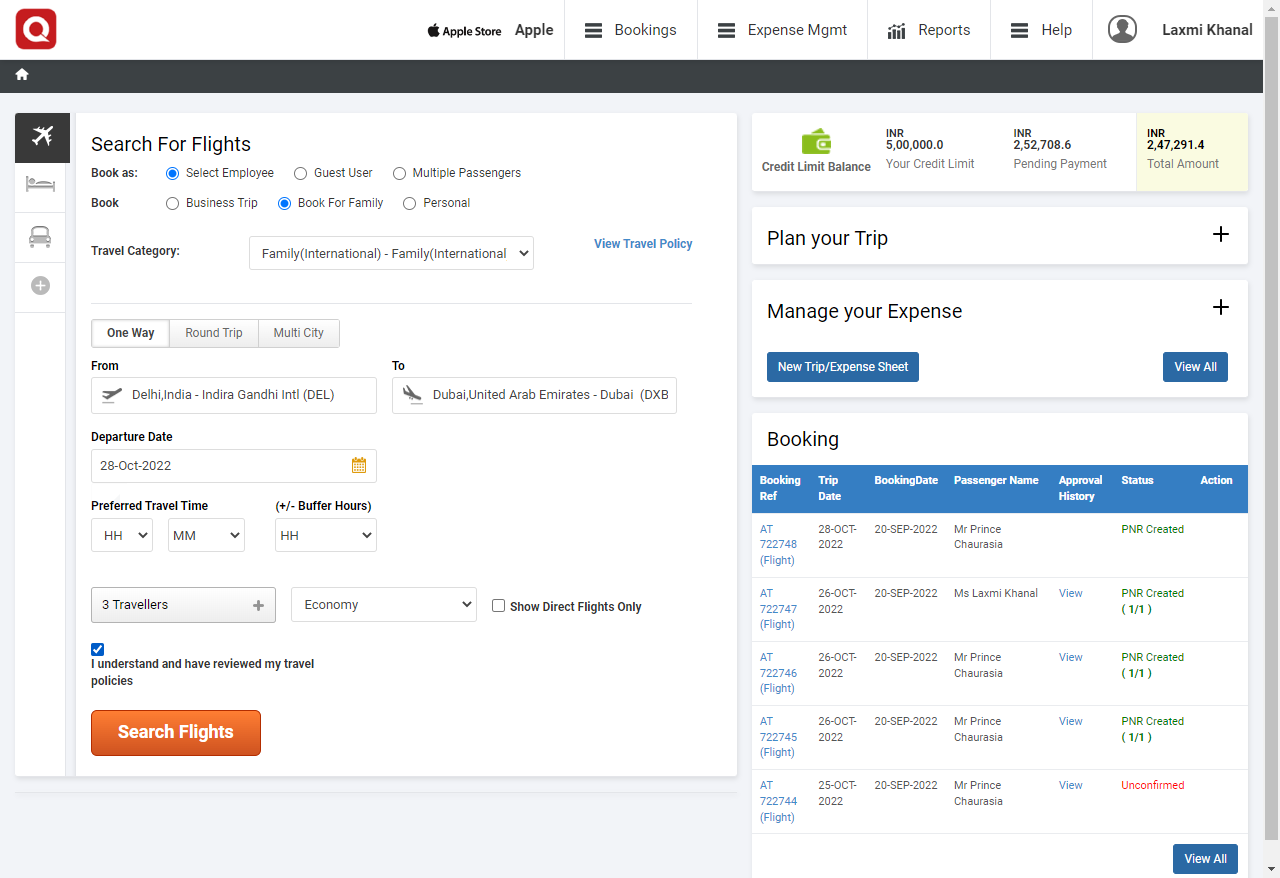 Apple Store
Apple
Bookings
Expense Mgmt
Reports
Help
Laxmi Khanal
Search For Flights
Book as:
Select Employee
Guest User
Multiple Passengers
Book
Business Trip
Book For Family
Personal
Travel Category:
Family(International) - Family(International
View Travel Policy
One Way
Round Trip
Multi City
From
To
Delhi,India - Indira Gandhi Intl (DEL)
Dubai,United Arab Emirates - Dubai (DXB
Departure Date
28-Oct-2022
Preferred Travel Time
(+/- Buffer Hours)
HH
MM
HH
3 Travellers
Economy
Show Direct Flights Only
I understand and have reviewed my travel
policies
Search Flights
Credit Limit Balance
INR
5,00,000.0
Your Credit Limit
INR
2,52,708.6
Pending Payment
INR
2,47,291.4
Total Amount
Plan your Trip
Manage your Expense
New Trip/Expense Sheet
View All
Booking
Booking Ref
Trip Date
BookingDate
Passenger Name
Approval History
Status
Action
AT 722748 (Flight)
28-OCT-2022
20-SEP-2022
Mr Prince Chaurasia
PNR Created
AT 722747 (Flight)
26-OCT-2022
20-SEP-2022
Ms Laxmi Khanal
View
PNR Created
( 1/1 )
AT 722746 (Flight)
26-OCT-2022
20-SEP-2022
Mr Prince Chaurasia
View
PNR Created
( 1/1 )
AT 722745 (Flight)
26-OCT-2022
20-SEP-2022
Mr Prince Chaurasia
View
PNR Created
( 1/1 )
AT 722744 (Flight)
25-OCT-2022
20-SEP-2022
Mr Prince Chaurasia
View
Unconfirmed
View All